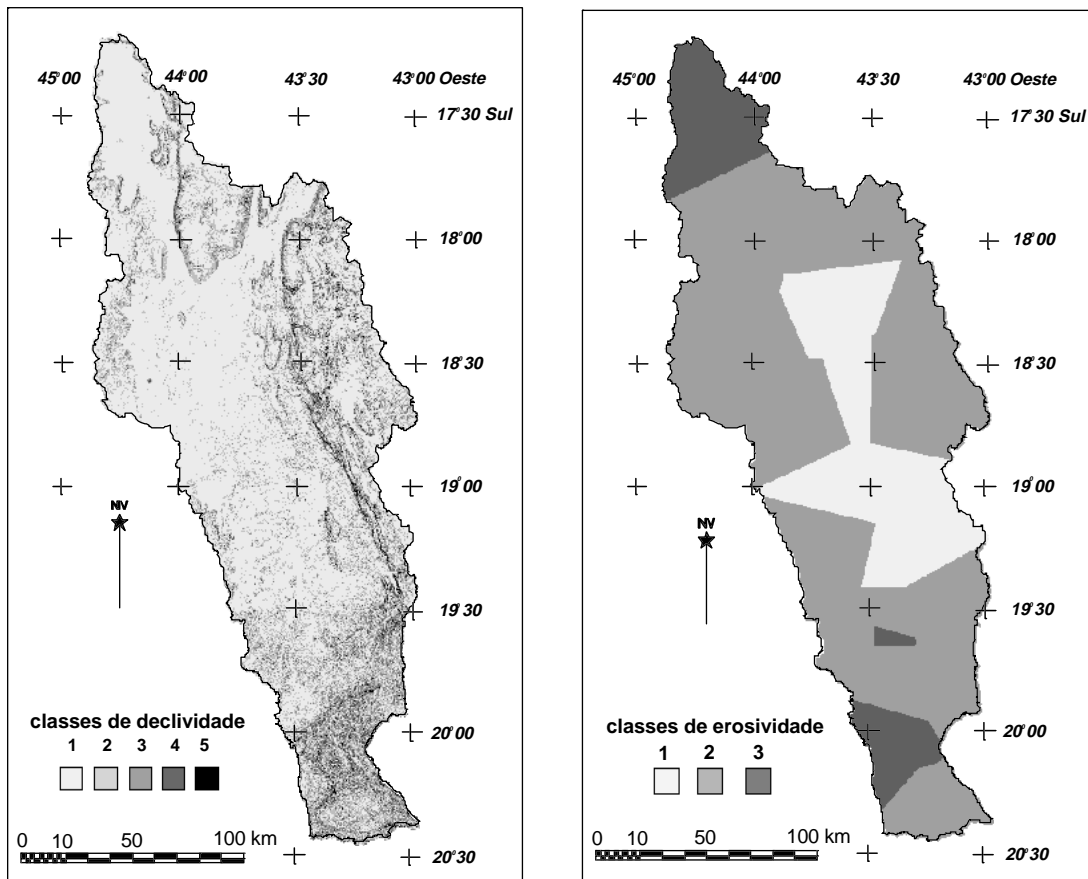 45°00 44°00 43°30 43°00 Oeste
17°30 Sul
18°00
18°30
19°00
NV
19°30
classes de declividade
1 2 3 4 5
20°00
0 10 50 100 km
20°30
45°00 44°00 43°30 43°00 Oeste
17°30 Sul
18°00
18°30
19°00
NV
19°30
classes de erosividade
1 2 3
20°00
0 10 50 100 km
20°30